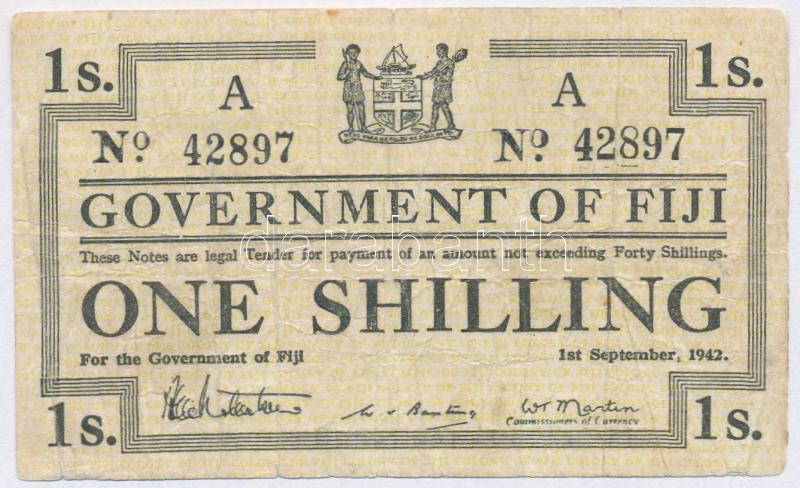 1s. 1s.
A A
Nº 42897 Nº 42897
GOVERNMENT OF FIJI
darabanth
These Notes are legal Tender for payment of an amount not exceeding Forty Shillings.
ONE SHILLING
For the Government of Fiji 1st September, 1942.
W Martin
Commissioners of Currency
1s. 1s.